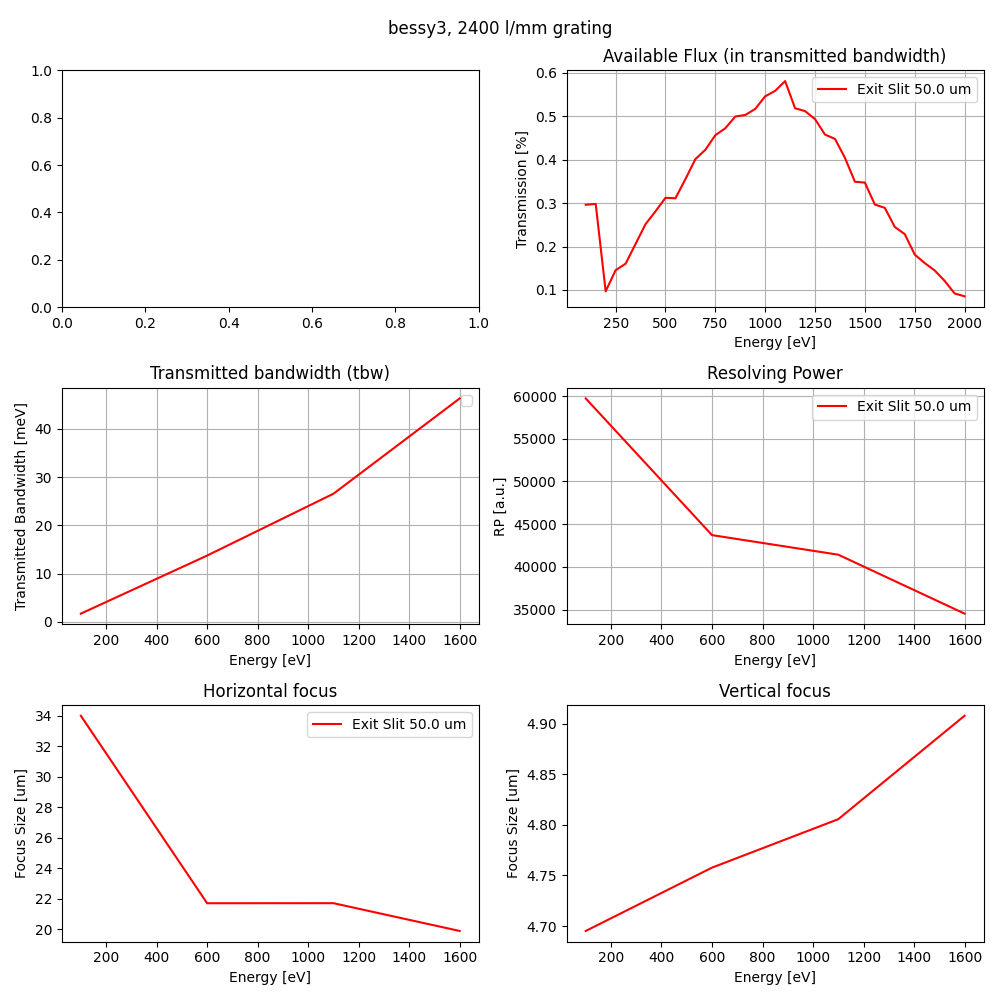 bessy3, 2400 l/mm grating
1.0
0.8
0.6
0.4
0.2
0.0
0.0 0.2 0.4 0.6 0.8 1.0
Available Flux (in transmitted bandwidth)
Transmission [%]
0.6
0.5
0.4
0.3
0.2
0.1
Exit Slit 50.0 um
250 500 750 1000 1250 1500 1750 2000
Energy [eV]
Transmitted bandwidth (tbw)
Transmitted Bandwidth [meV]
40
30
20
10
0
200 400 600 800 1000 1200 1400 1600
Energy [eV]
Resolving Power
RP [a.u.]
60000
55000
50000
45000
40000
35000
Exit Slit 50.0 um
200 400 600 800 1000 1200 1400 1600
Energy [eV]
Horizontal focus
Focus Size [um]
34
32
30
28
26
24
22
20
Exit Slit 50.0 um
200 400 600 800 1000 1200 1400 1600
Energy [eV]
Vertical focus
Focus Size [um]
4.90
4.85
4.80
4.75
4.70
200 400 600 800 1000 1200 1400 1600
Energy [eV]